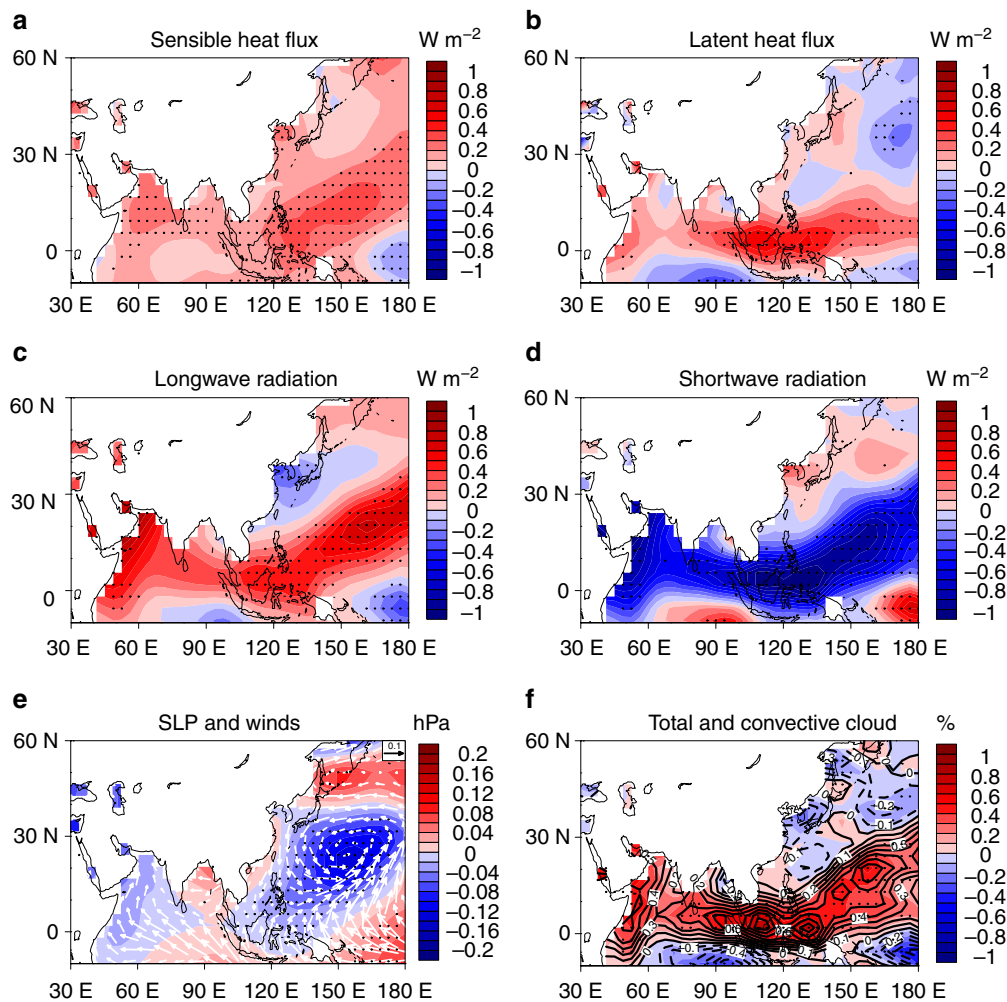 a
Sensible heat flux
W m−2
60 N
30 N
0
30 E 60 E 90 E 120 E 150 E 180 E
1
0.8
0.6
0.4
0.2
0
−0.2
−0.4
−0.6
−0.8
−1
b
Latent heat flux
W m−2
60 N
30 N
0
30 E 60 E 90 E 120 E 150 E 180 E
1
0.8
0.6
0.4
0.2
0
−0.2
−0.4
−0.6
−0.8
−1
c
Longwave radiation
W m−2
60 N
30 N
0
30 E 60 E 90 E 120 E 150 E 180 E
1
0.8
0.6
0.4
0.2
0
−0.2
−0.4
−0.6
−0.8
−1
d
Shortwave radiation
W m−2
60 N
30 N
0
30 E 60 E 90 E 120 E 150 E 180 E
1
0.8
0.6
0.4
0.2
0
−0.2
−0.4
−0.6
−0.8
−1
e
SLP and winds
hPa
0.1
60 N
30 N
0
30 E 60 E 90 E 120 E 150 E 180 E
0.2
0.16
0.12
0.08
0.04
0
−0.04
−0.08
−0.12
−0.16
−0.2
f
Total and convective cloud
%
60 N
30 N
0
30 E 60 E 90 E 120 E 150 E 180 E
1
0.8
0.6
0.4
0.2
0
−0.2
−0.4
−0.6
−0.8
−1